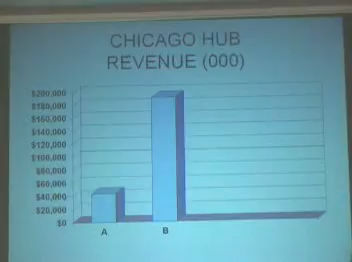 CHICAGO HUB
REVENUE (000)
$200,000
$180,000
$160,000
$140,000
$120,000
$100,000
$80,000
$60,000
$40,000
$20,000
$0
A
B